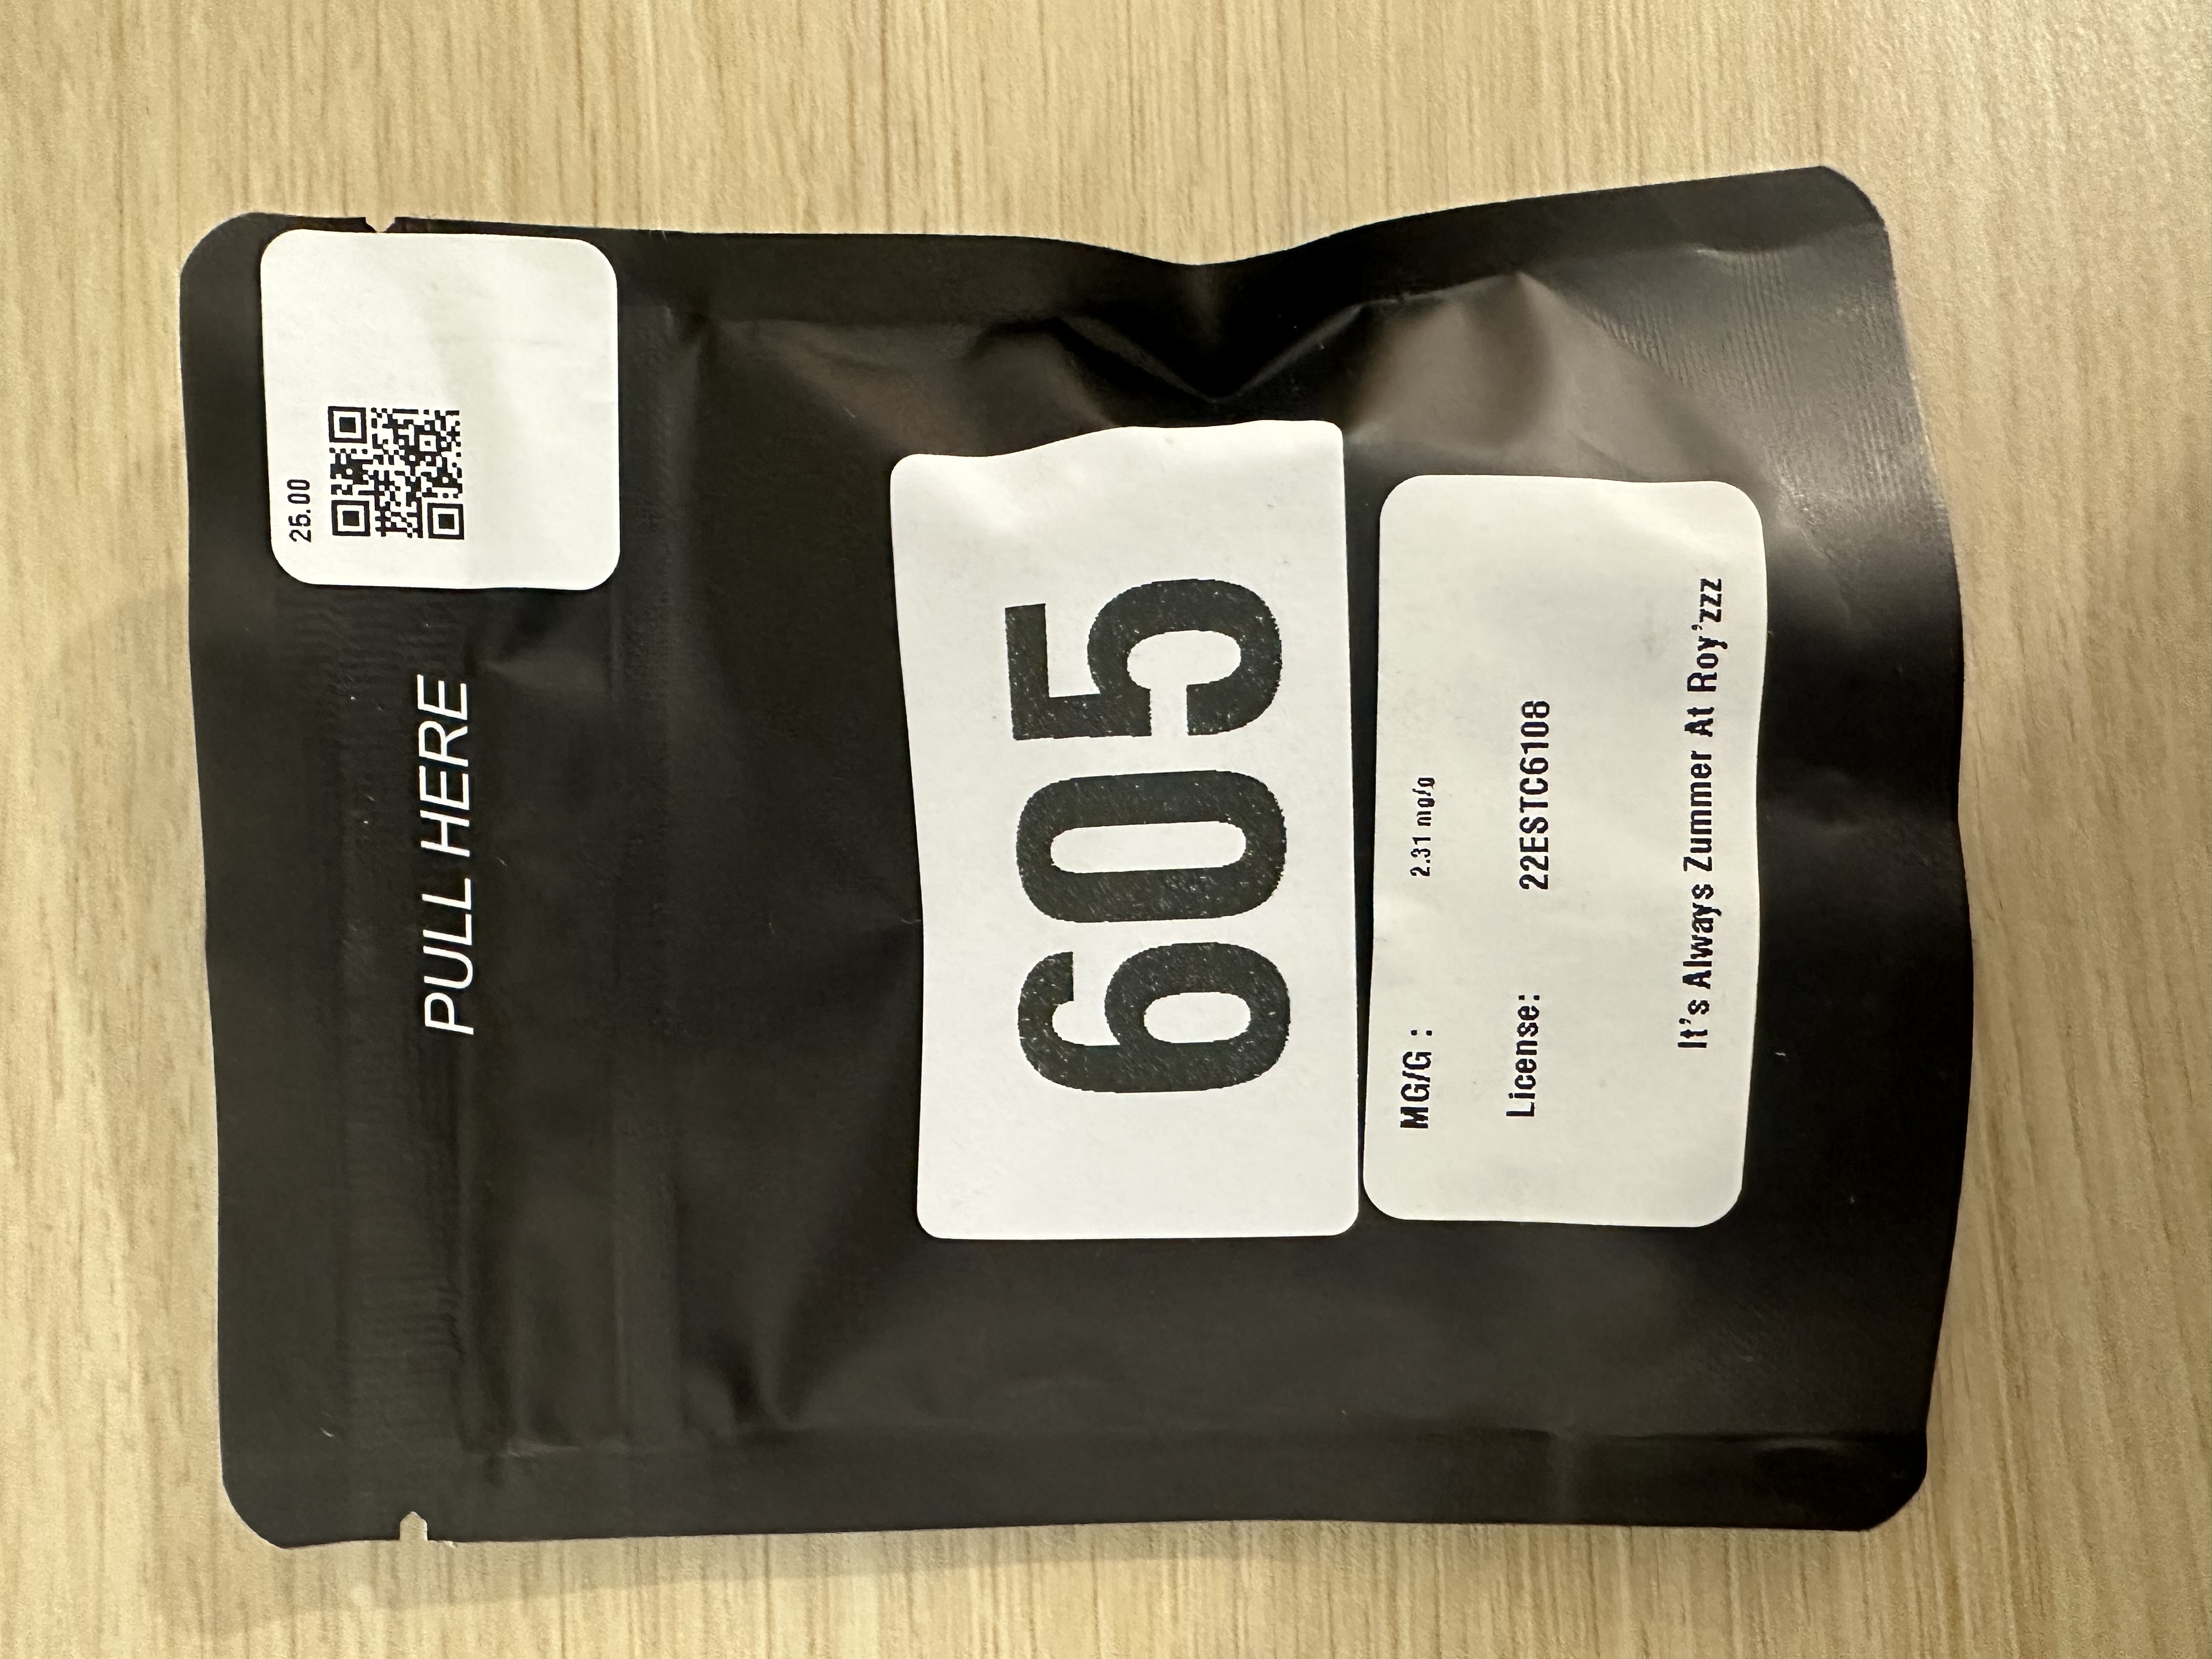 25.00
PULL HERE
605
MG/G : 2.31 mg/g
License: 22ESTC6108
It's Always Zummer At Roy'zzz